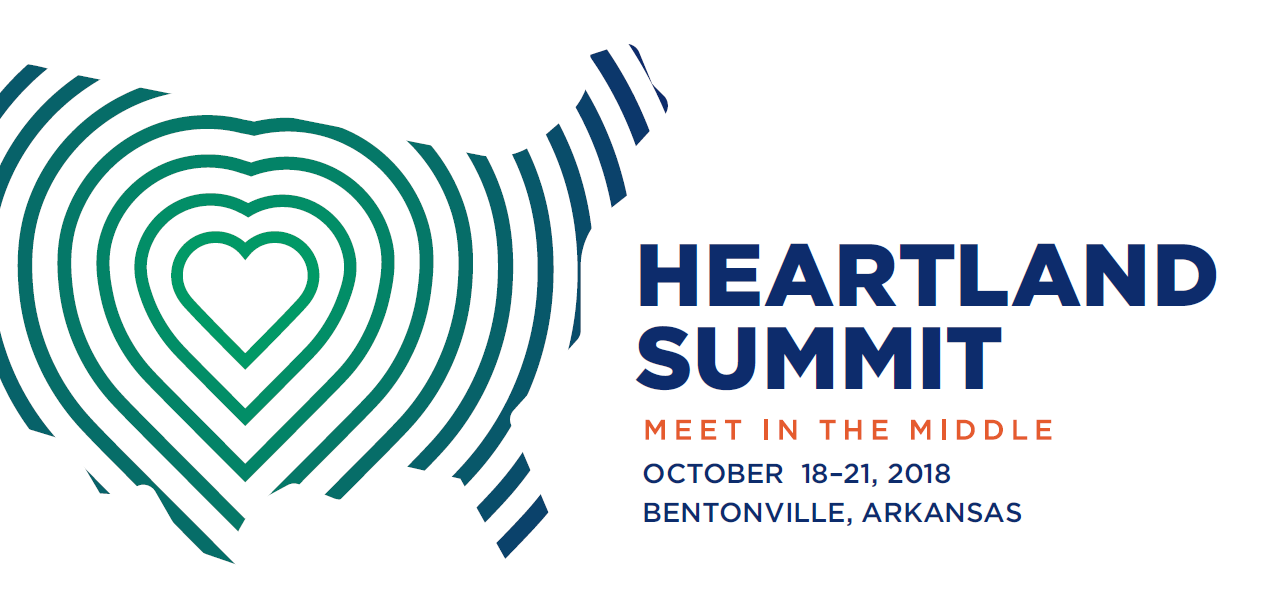 HEARTLAND
SUMMIT
MEET IN THE MIDDLE
OCTOBER 18–21, 2018
BENTONVILLE, ARKANSAS